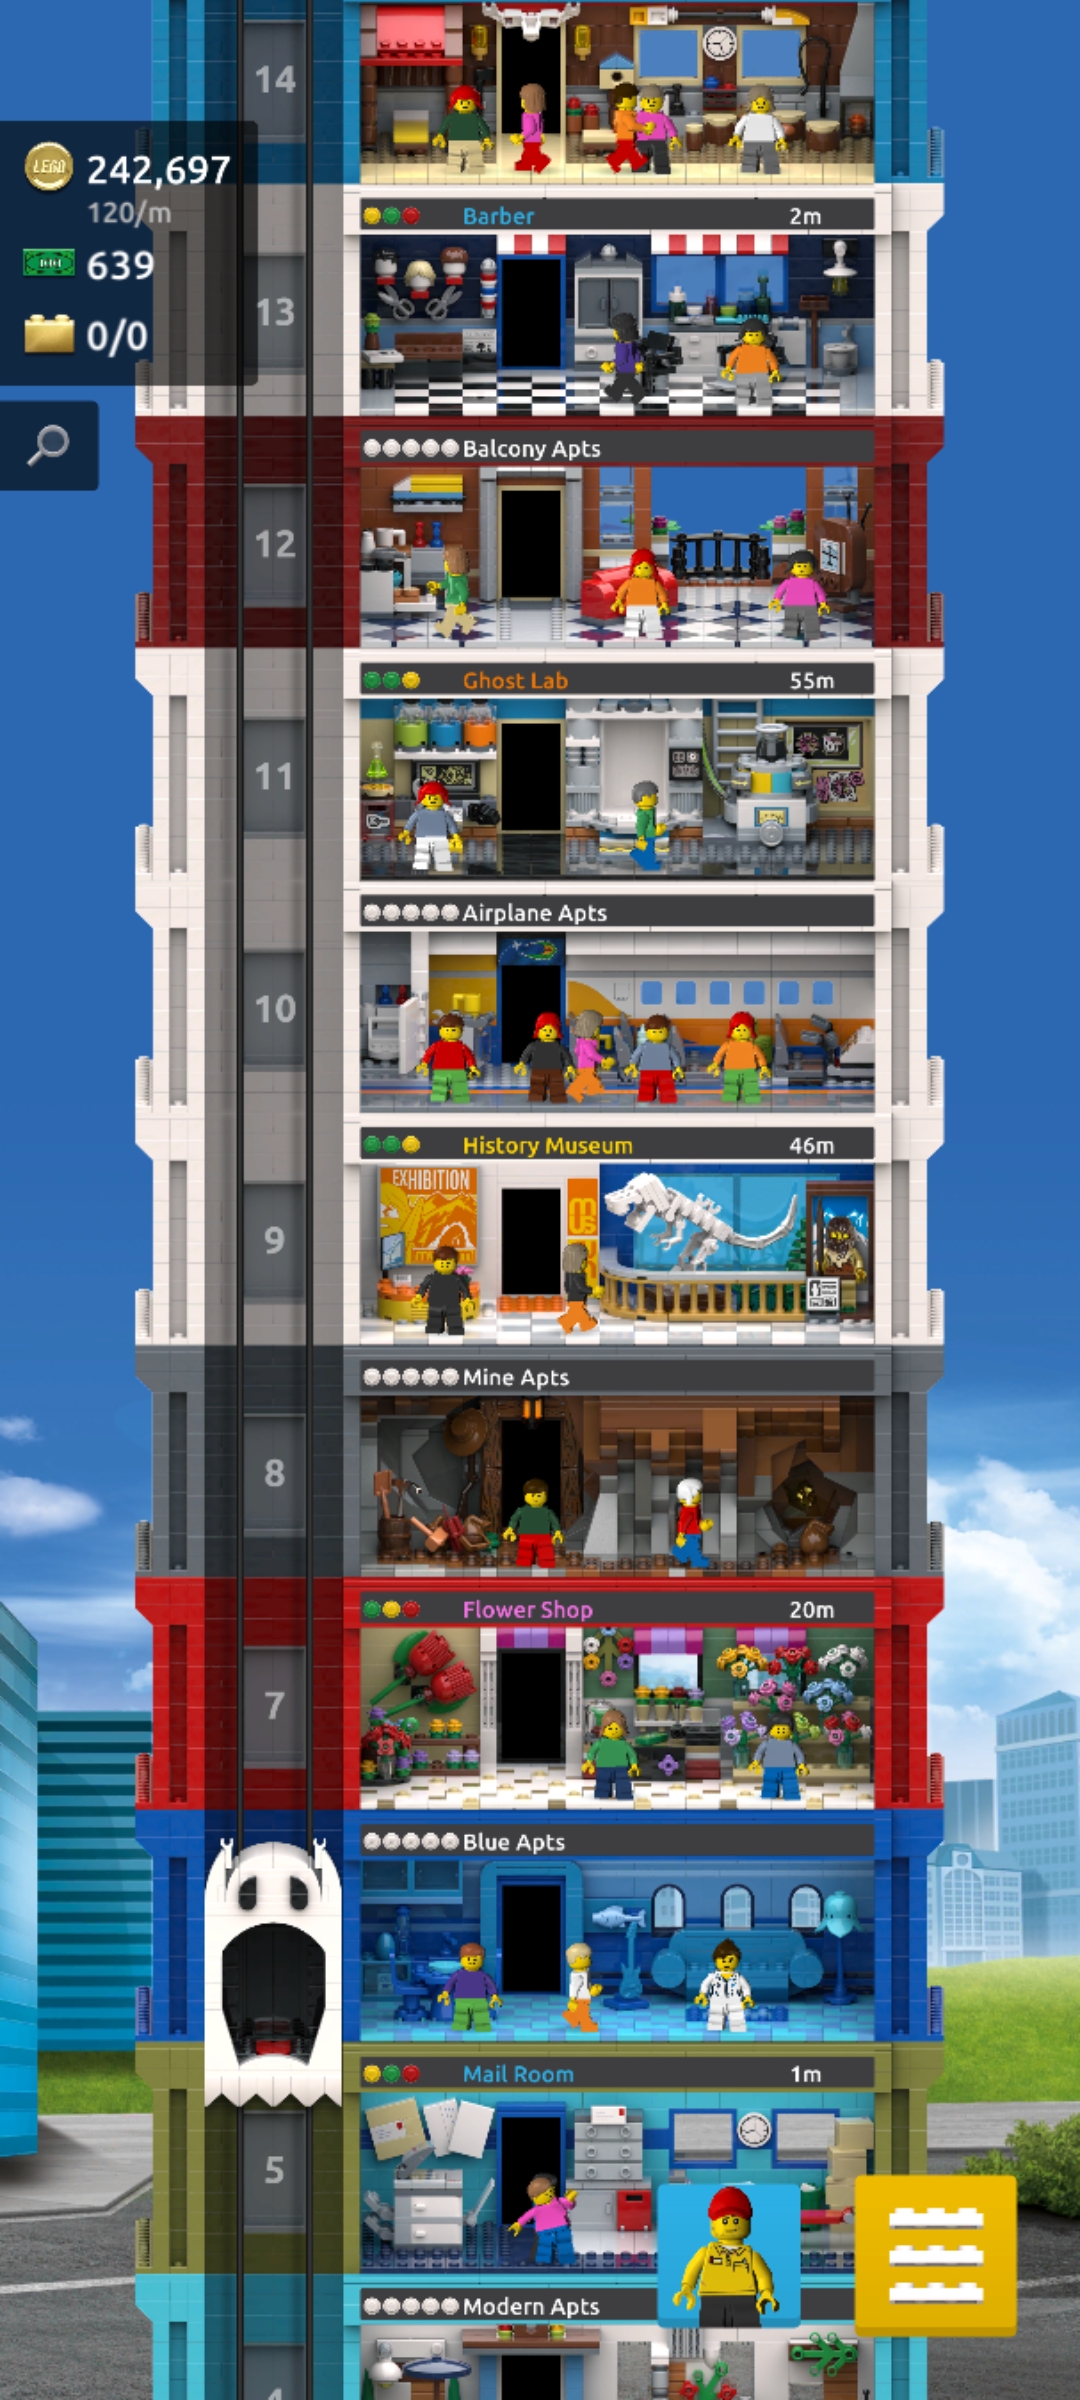 14
LEGO 242,697
120/m
639
0/0
Barber 2m
13
Balcony Apts
12
Ghost Lab 55m
11
Airplane Apts
10
History Museum 46m
EXHIBITION
9
Mine Apts
8
Flower Shop 20m
7
Blue Apts
Mail Room 1m
5
Modern Apts
4